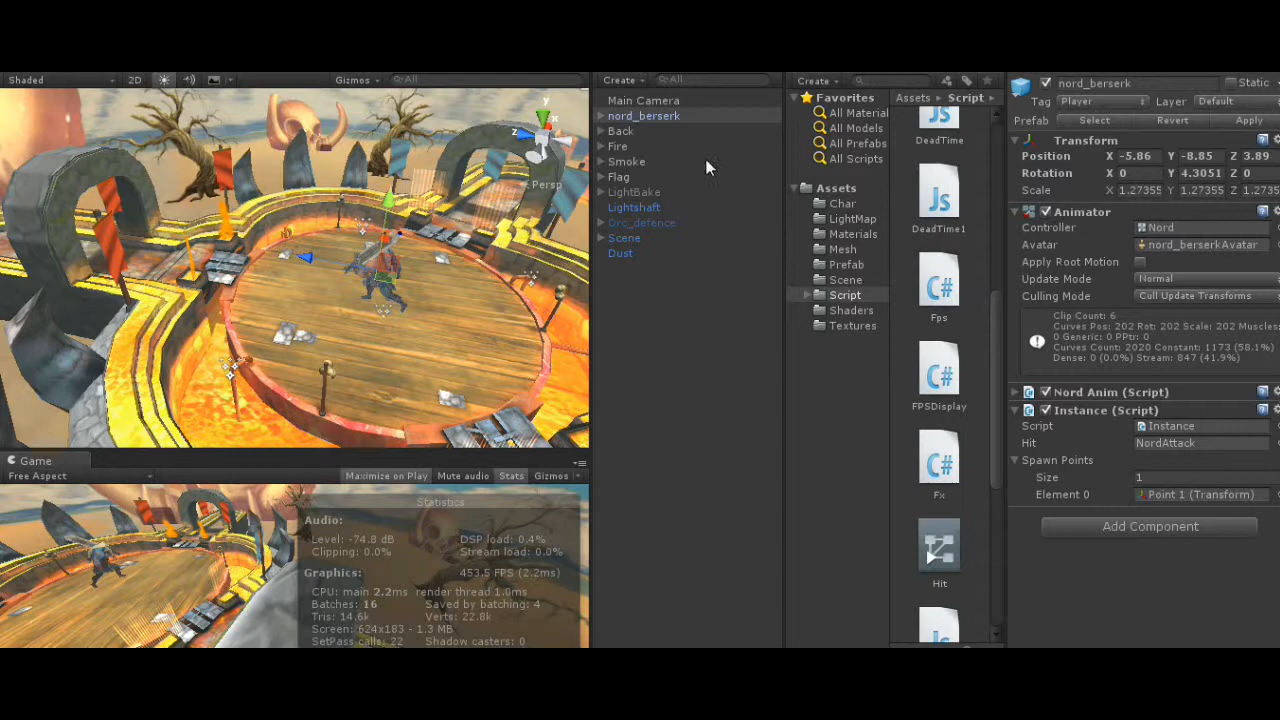 Shaded
2D
Gizmos
All
y
z
Persp
Game
Free Aspect
Maximize on Play
Mute audio
Stats
Gizmos
Statistics
Audio:
Level: -74.8 dB
DSP load: 0.4%
Clipping: 0.0%
Stream load: 0.0%
Graphics:
453.5 FPS (2.2ms)
CPU: main 2.2ms render thread 1.0ms
Batches: 16
Saved by batching: 4
Tris: 14.6k
Verts: 22.8k
Screen: 624x183 - 1.3 MB
SetPass calls: 22
Shadow casters: 0
Create
All
Main Camera
nord_berserk
Back
Fire
Smoke
Flag
LightBake
Lightshaft
Orc_defence
Scene
Dust
Create
Favorites
All Material
All Models
All Prefabs
All Scripts
Assets
Char
LightMap
Materials
Mesh
Prefab
Scene
Script
Shaders
Textures
Assets
Script
Js
DeadTime
Js
DeadTime1
C#
Fps
C#
FPSDisplay
C#
Fx
Hit
Js
nord_berserk
Static
Tag Player
Layer Default
Prefab Select Revert Apply
Transform
Position X -5.86 Y -8.85 Z 3.89
Rotation X 0 Y 4.3051 Z 0
Scale X 1.27355 Y 1.27355 Z 1.27355
Animator
Controller Nord
Avatar nord_berserkAvatar
Apply Root Motion
Update Mode Normal
Culling Mode Cull Update Transforms
Clip Count: 6
Curves Pos: 202 Rot: 202 Scale: 202 Muscles:
0 Generic: 0 PPtr: 0
Curves Count: 2020 Constant: 1173 (58.1%)
Dense: 0 (0.0%) Stream: 847 (41.9%)
Nord Anim (Script)
Instance (Script)
Script Instance
Hit NordAttack
Spawn Points
Size 1
Element 0 Point 1 (Transform)
Add Component